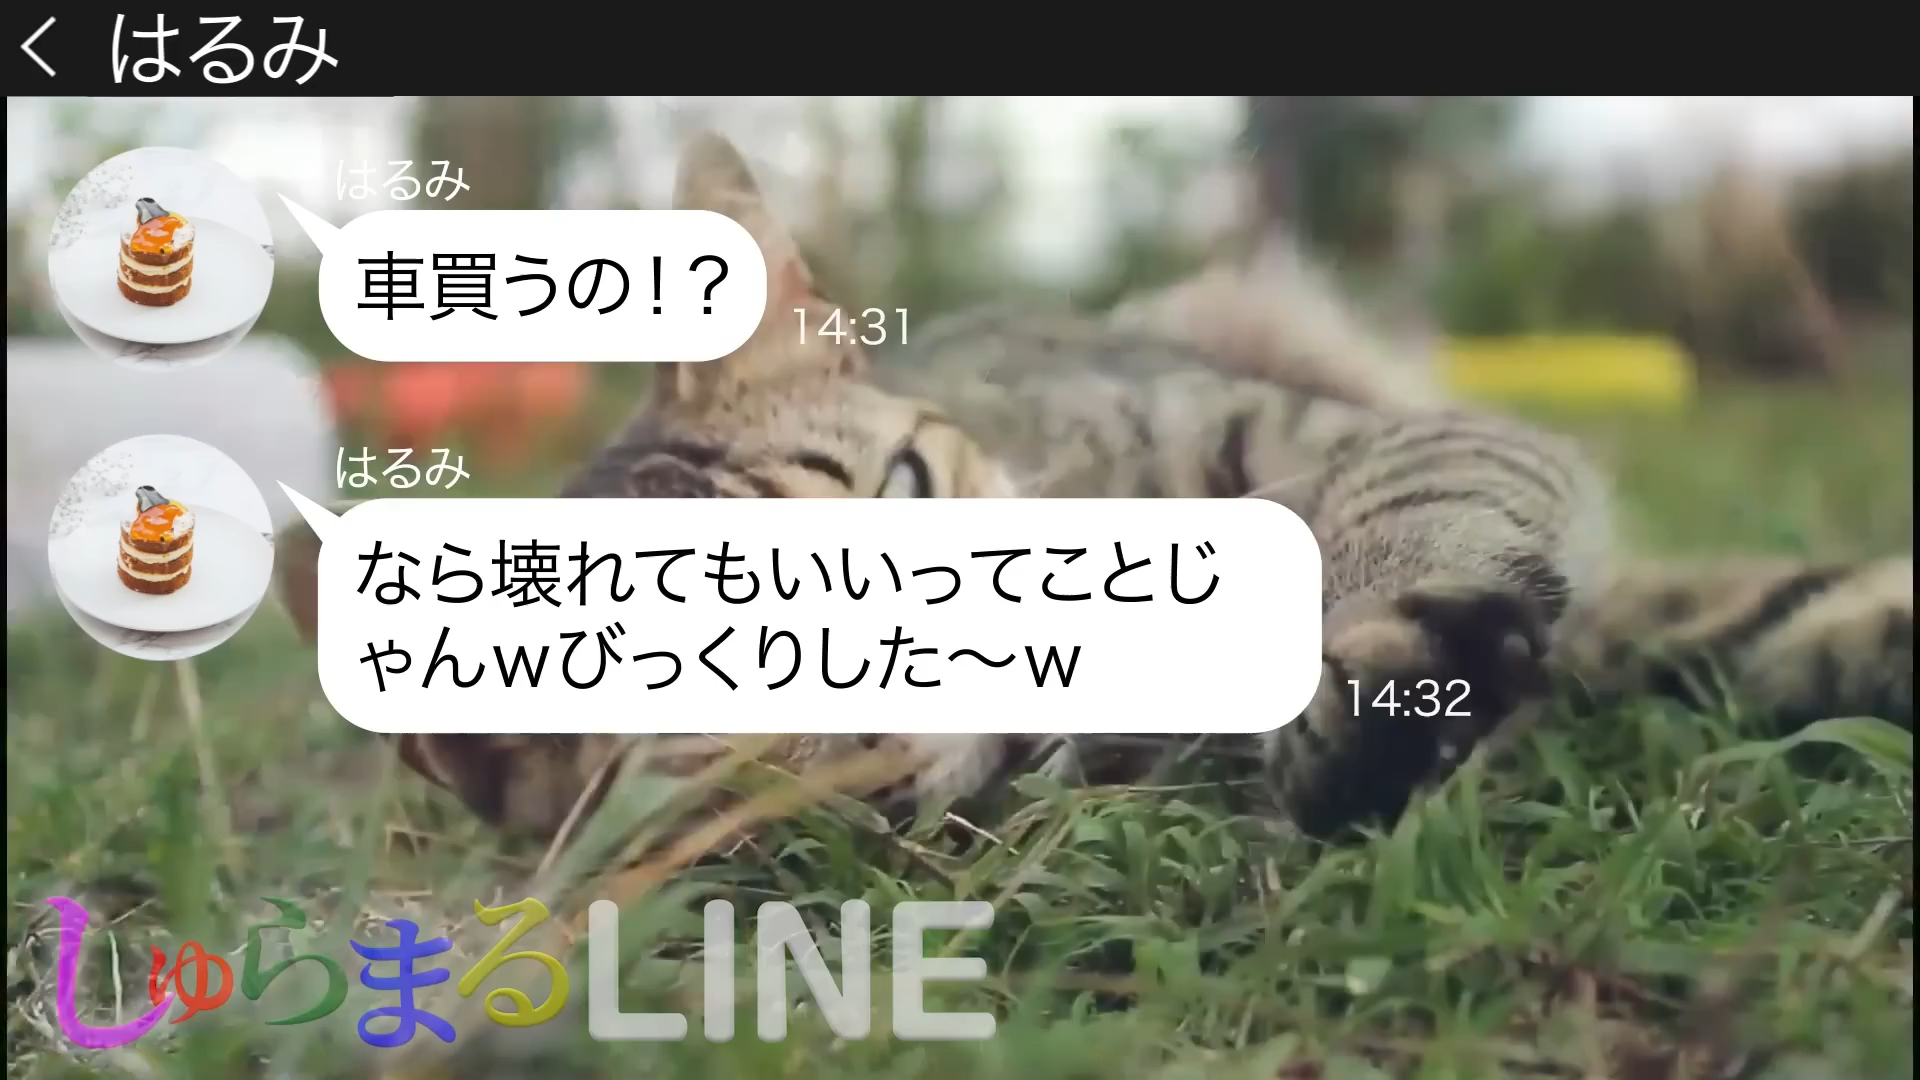 はるみ
はるみ
車買うの！？
14:31
はるみ
なら壊れてもいいってことじ
ゃんｗびっくりした〜ｗ
14:32
しゅらまるLINE